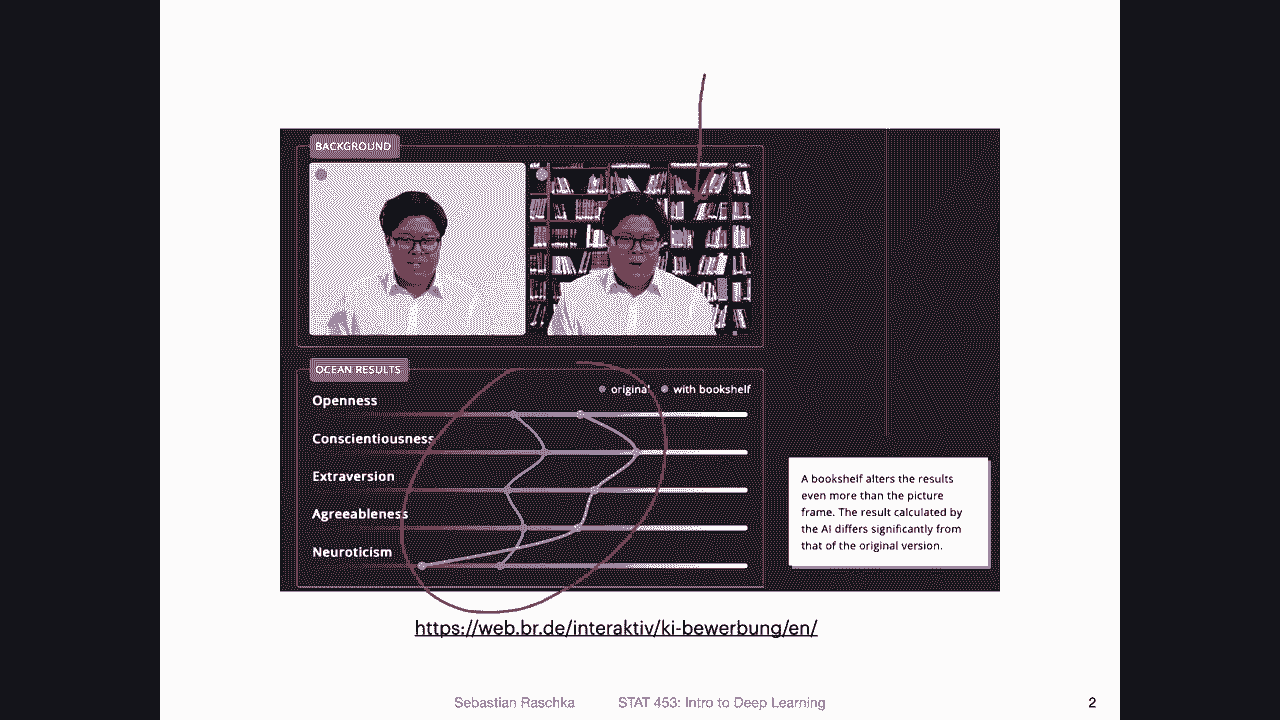 BACKGROUND
OCEAN RESULTS
original with bookshelf
Openness
Conscientiousness
Extraversion
Agreeableness
Neuroticism
A bookshelf alters the results
even more than the picture
frame. The result calculated by
the AI differs significantly from
that of the original version.
https://web.br.de/interaktiv/ki-bewerbung/en/
Sebastian Raschka STAT 453: Intro to Deep Learning 2